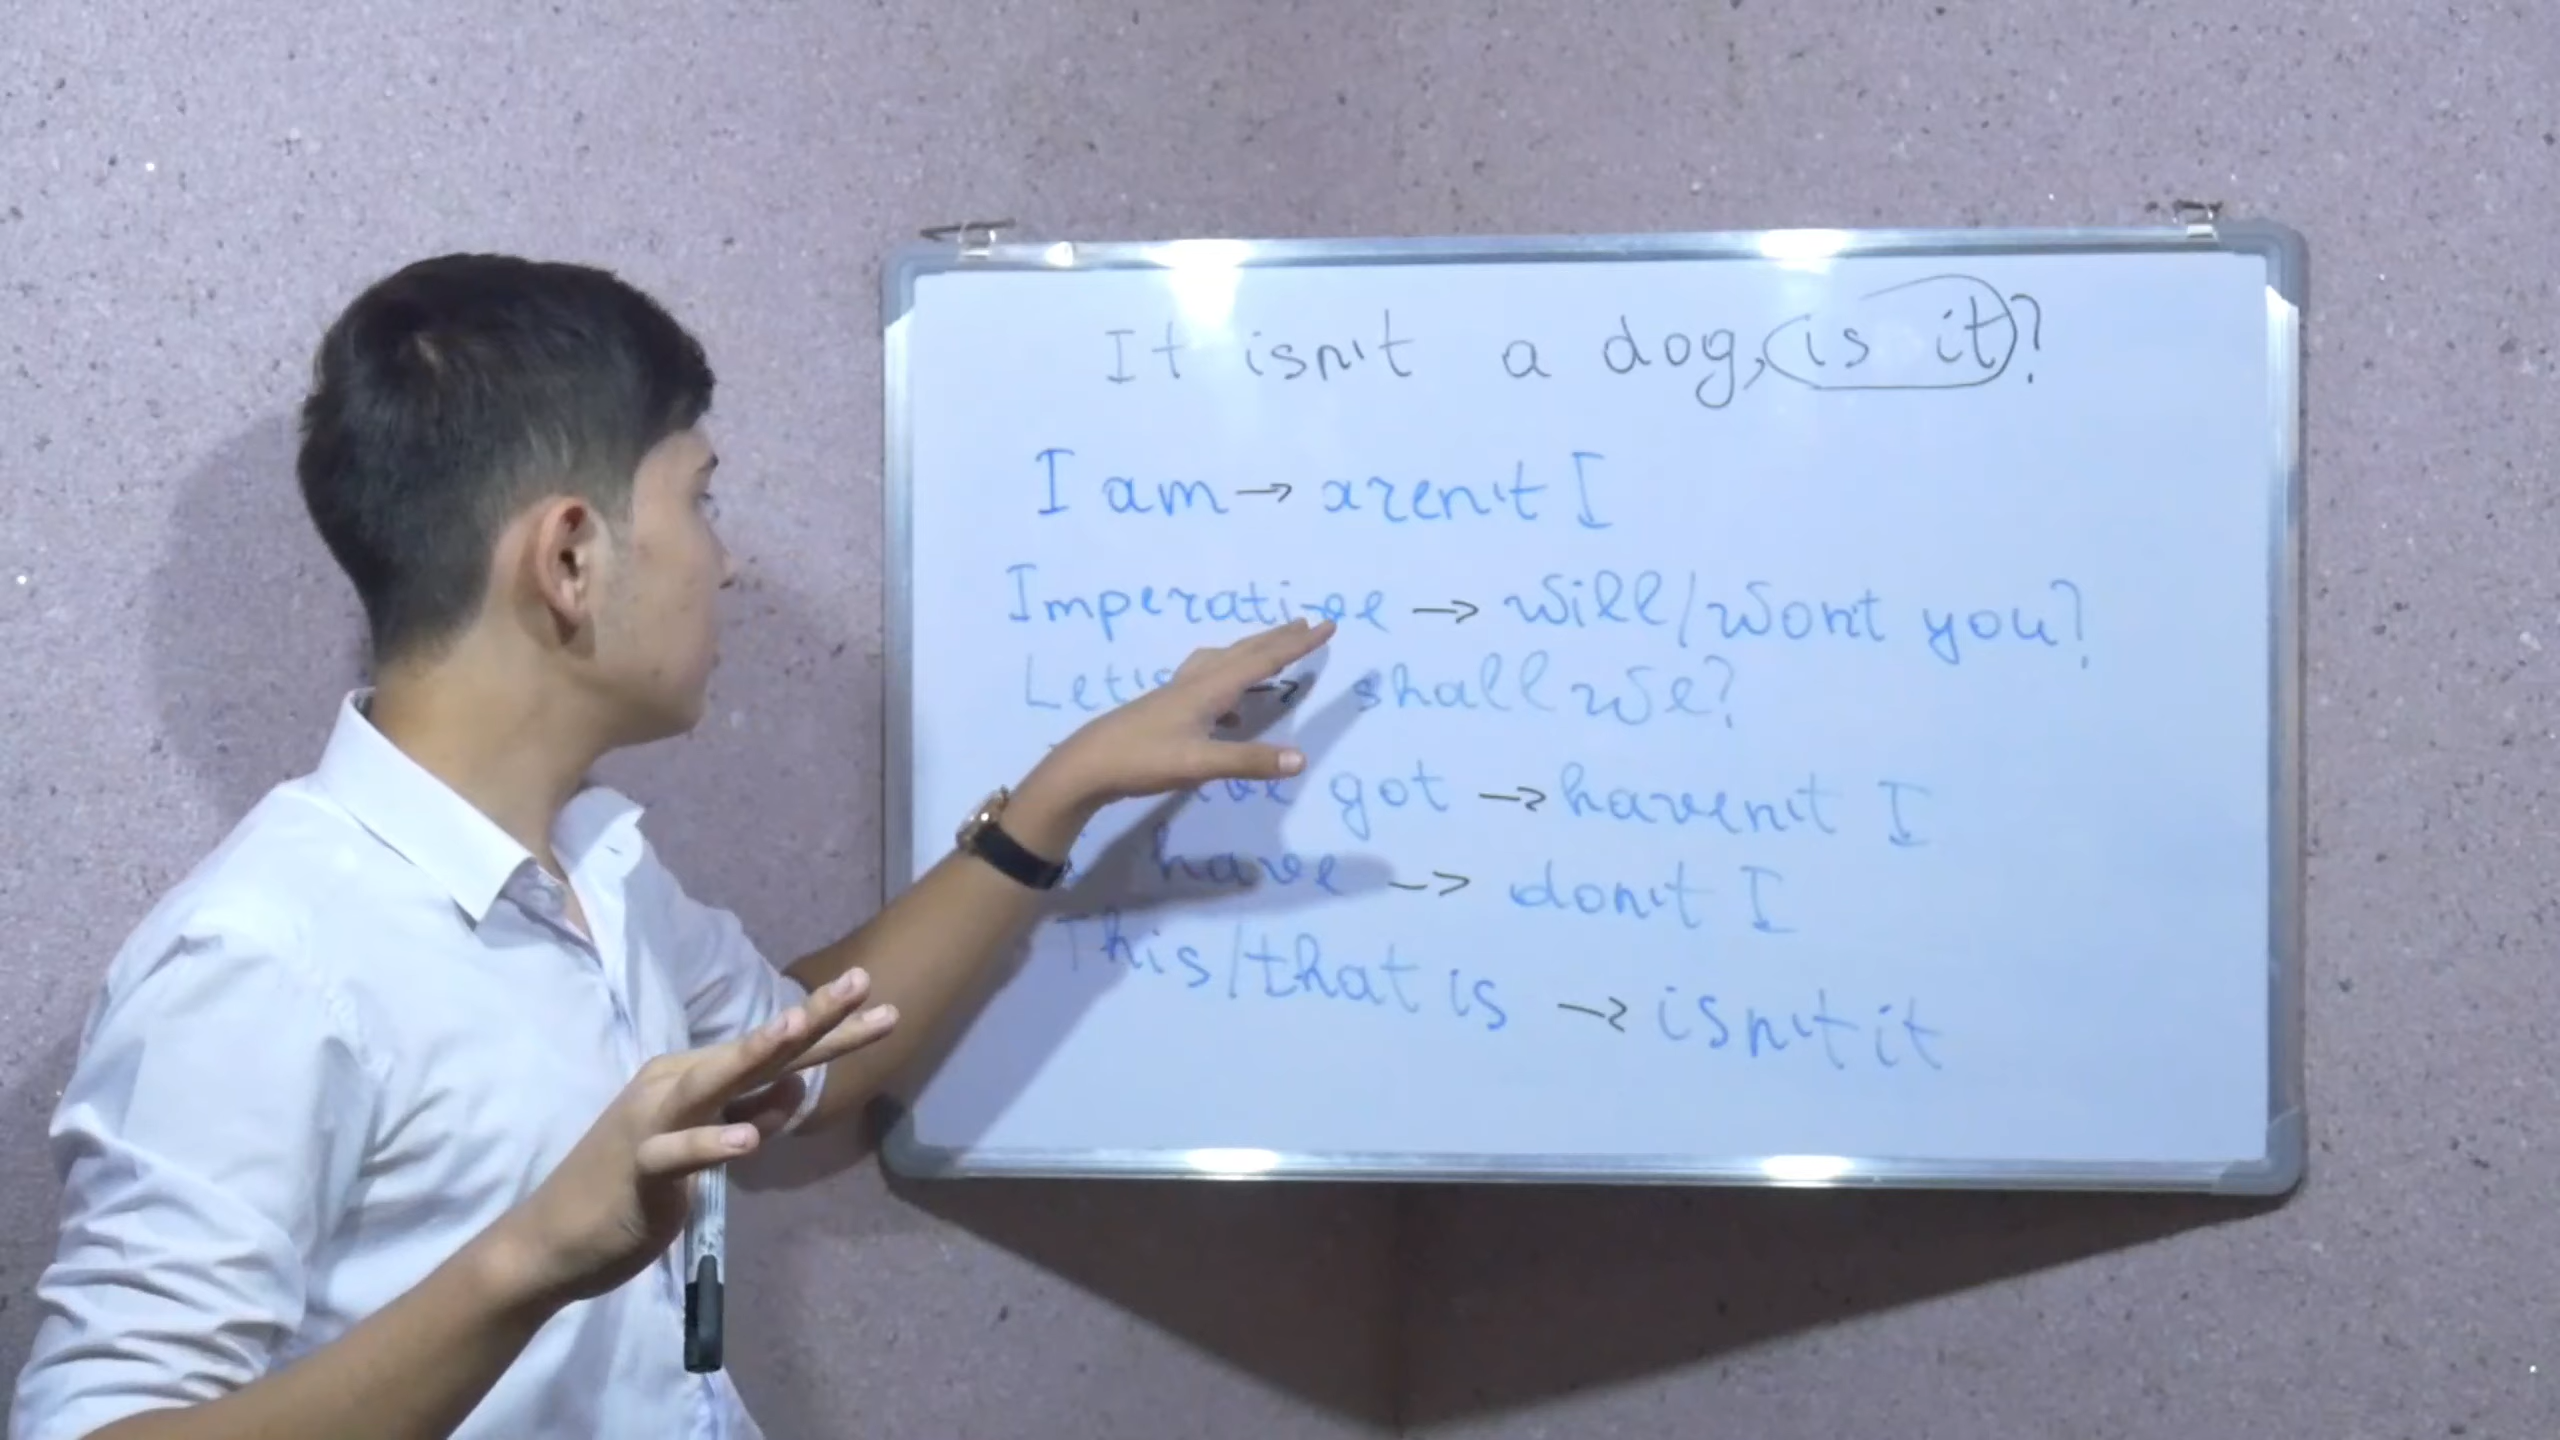 It isn't a dog, is it?
I am → aren't I
Imperative → will/won't you?
Let's → shall we?
got → haven't I
have → don't I
This/that is → isn't it